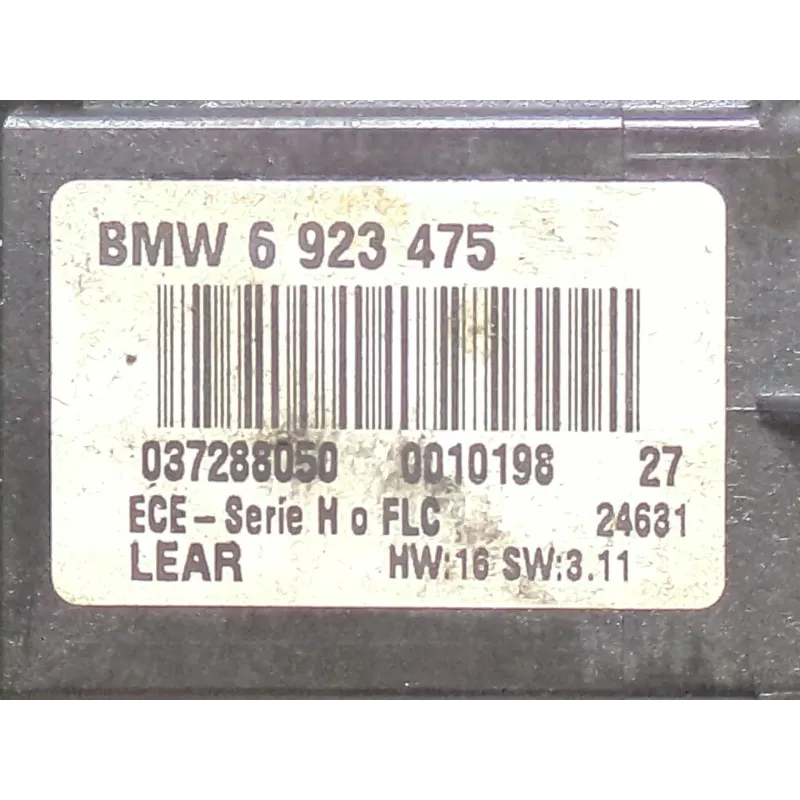 BMW 6 923 475
037288050 0010198 27
ECE-Serie H o FLC 24631
LEAR HW:16 SW:3.11